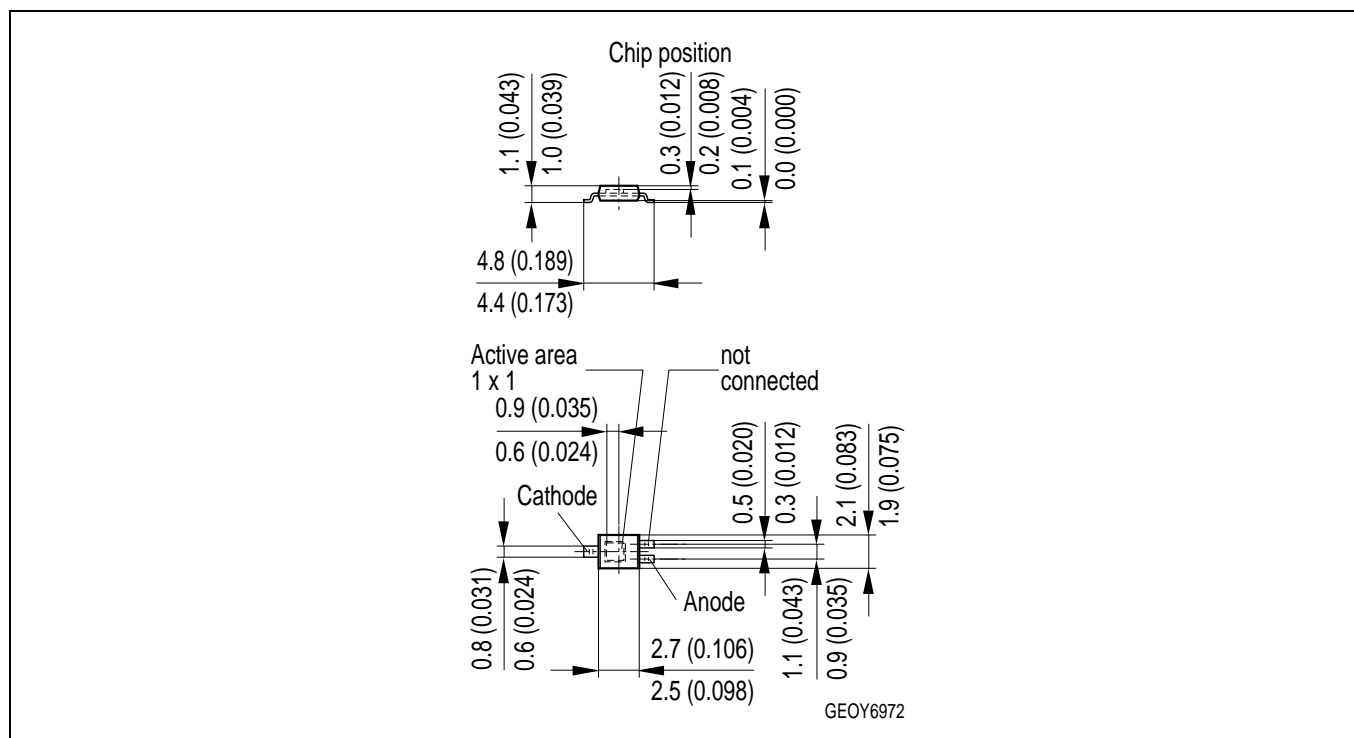 Chip position
1.1 (0.043)
1.0 (0.039)
0.3 (0.012)
0.2 (0.008)
0.1 (0.004)
0.0 (0.000)
4.8 (0.189)
4.4 (0.173)
Active area
1 x 1
not
connected
0.9 (0.035)
0.6 (0.024)
0.5 (0.020)
0.3 (0.012)
2.1 (0.083)
1.9 (0.075)
Cathode
Anode
0.8 (0.031)
0.6 (0.024)
1.1 (0.043)
0.9 (0.035)
2.7 (0.106)
2.5 (0.098)
GEOY6972